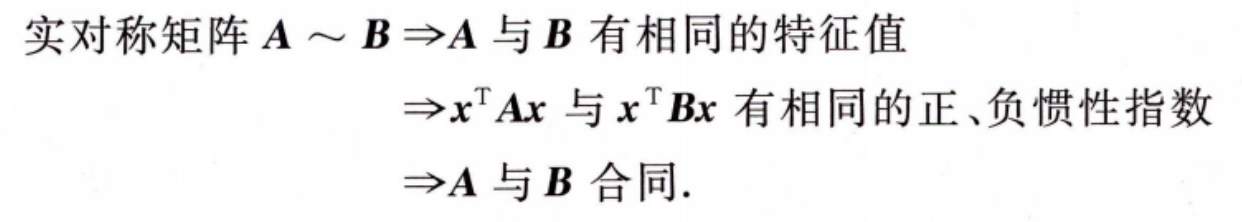 实对称矩阵 A ~ B ⇒A 与 B 有相同的特征值
⇒xᵀAx 与 xᵀBx 有相同的正、负惯性指数
⇒A 与 B 合同.